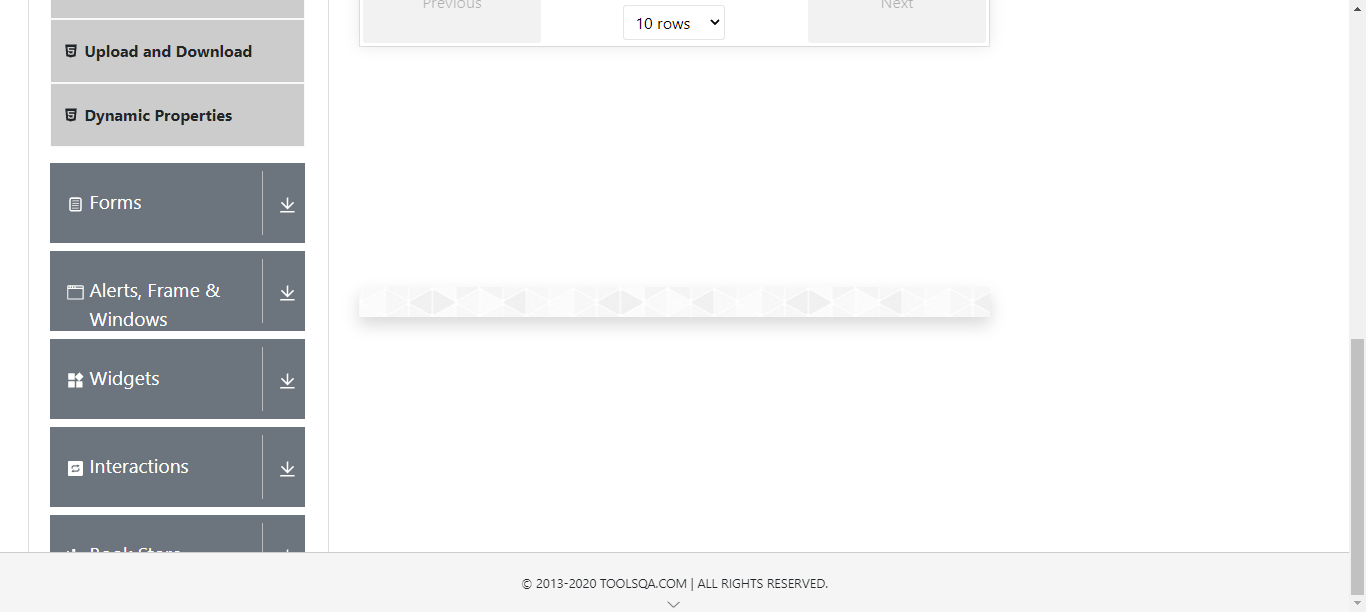 Previous
10 rows
Next
Upload and Download
Dynamic Properties
Forms
Alerts, Frame &
Windows
Widgets
Interactions
Book Store
© 2013-2020 TOOLSQA.COM | ALL RIGHTS RESERVED.